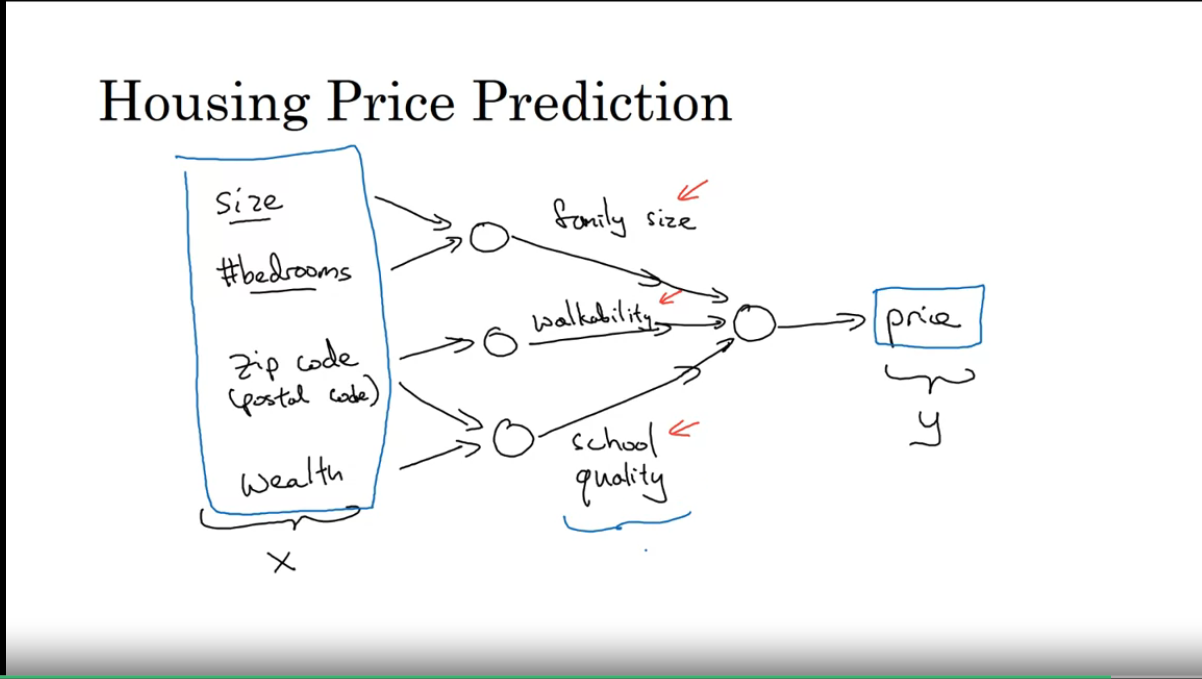 Housing Price Prediction
size
family size
#bedrooms
walkability
price
zip code
(postal code)
y
school
quality
wealth
x